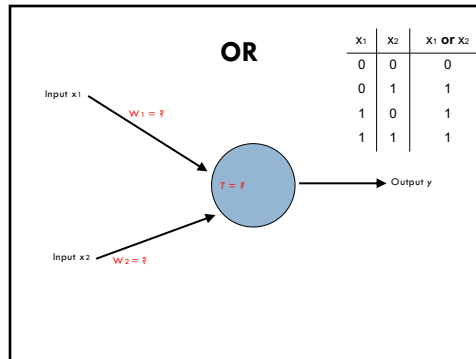 OR
x1 x2 x1 or x2
0 0 0
0 1 1
1 0 1
1 1 1
Input x1
W1 = ?
T = ?
Output y
Input x2
W2 = ?